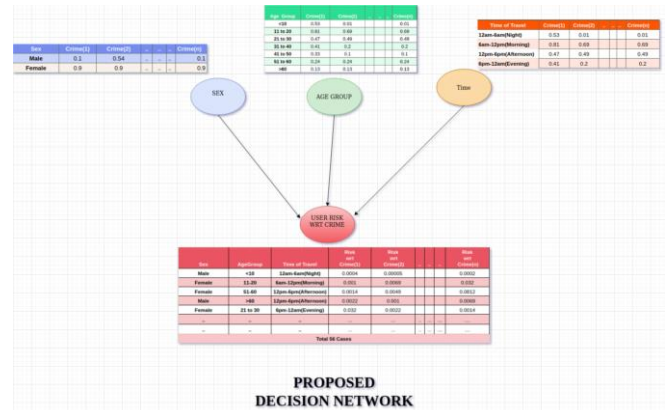 Sex Crime(1) Crime(2) .. .. .. Crime(n)
Male 0.1 0.54 .. .. .. 0.1
Female 0.9 0.9 .. .. .. 0.9
Age Group Crime(1) Crime(2) .. .. .. Crime(n)
<10 0.53 0.01 0.01
11 to 20 0.81 0.69 0.69
21 to 30 0.47 0.49 0.49
31 to 40 0.41 0.2 0.2
41 to 50 0.33 0.1 0.1
51 to 60 0.24 0.24 0.24
>60 0.13 0.13 0.13
Time of Travel Crime(1) Crime(2) .. .. .. Crime(n)
12am-6am(Night) 0.53 0.01 0.01
6am-12pm(Morning) 0.81 0.69 0.69
12pm-6pm(Afternoon) 0.47 0.49 0.49
6pm-12am(Evening) 0.41 0.2 0.2
SEX
AGE GROUP
Time
USER RISK
WRT CRIME
Sex AgeGroup Time of Travel Crime(1) Crime(2) .. .. .. Crime(n)
Male <10 12am-6am(Night) 0.0004 0.00005 0.0002
Female 11-20 6am-12pm(Morning) 0.001 0.0069 0.032
Female 51-60 12pm-6pm(Afternoon) 0.0014 0.0049 0.0012
Male >60 12pm-6pm(Afternoon) 0.0022 0.001 0.0069
Female 21 to 30 6pm-12am(Evening) 0.032 0.0022 0.0014
Total 56 Cases
PROPOSED
DECISION NETWORK